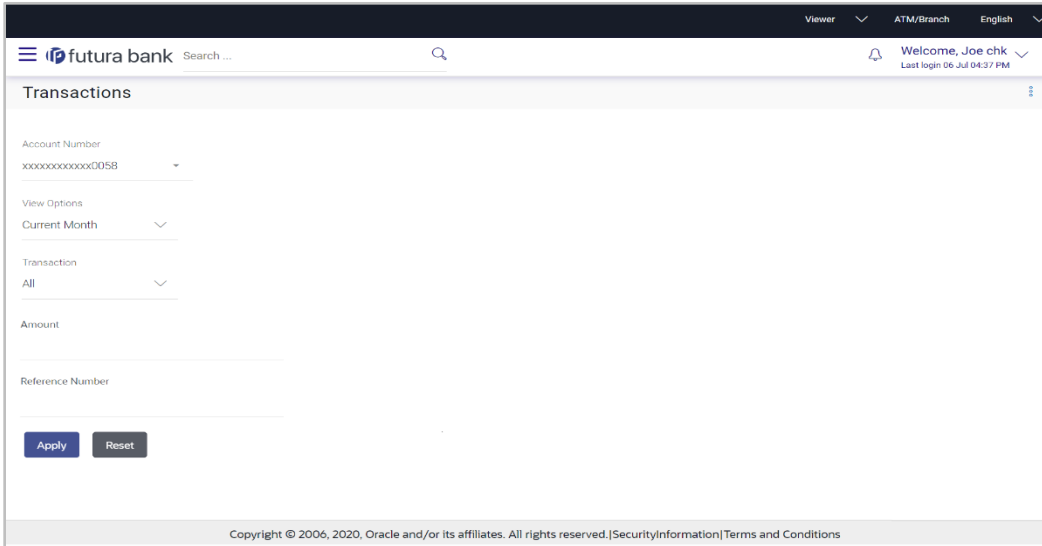 Viewer ATM/Branch English
futura bank Search ... Welcome, Joe chk
Last login 06 Jul 04:37 PM
Transactions
Account Number
xxxxxxxxxxxx0058
View Options
Current Month
Transaction
All
Amount
Reference Number
Apply Reset
Copyright © 2006, 2020, Oracle and/or its affiliates. All rights reserved.|SecurityInformation|Terms and Conditions